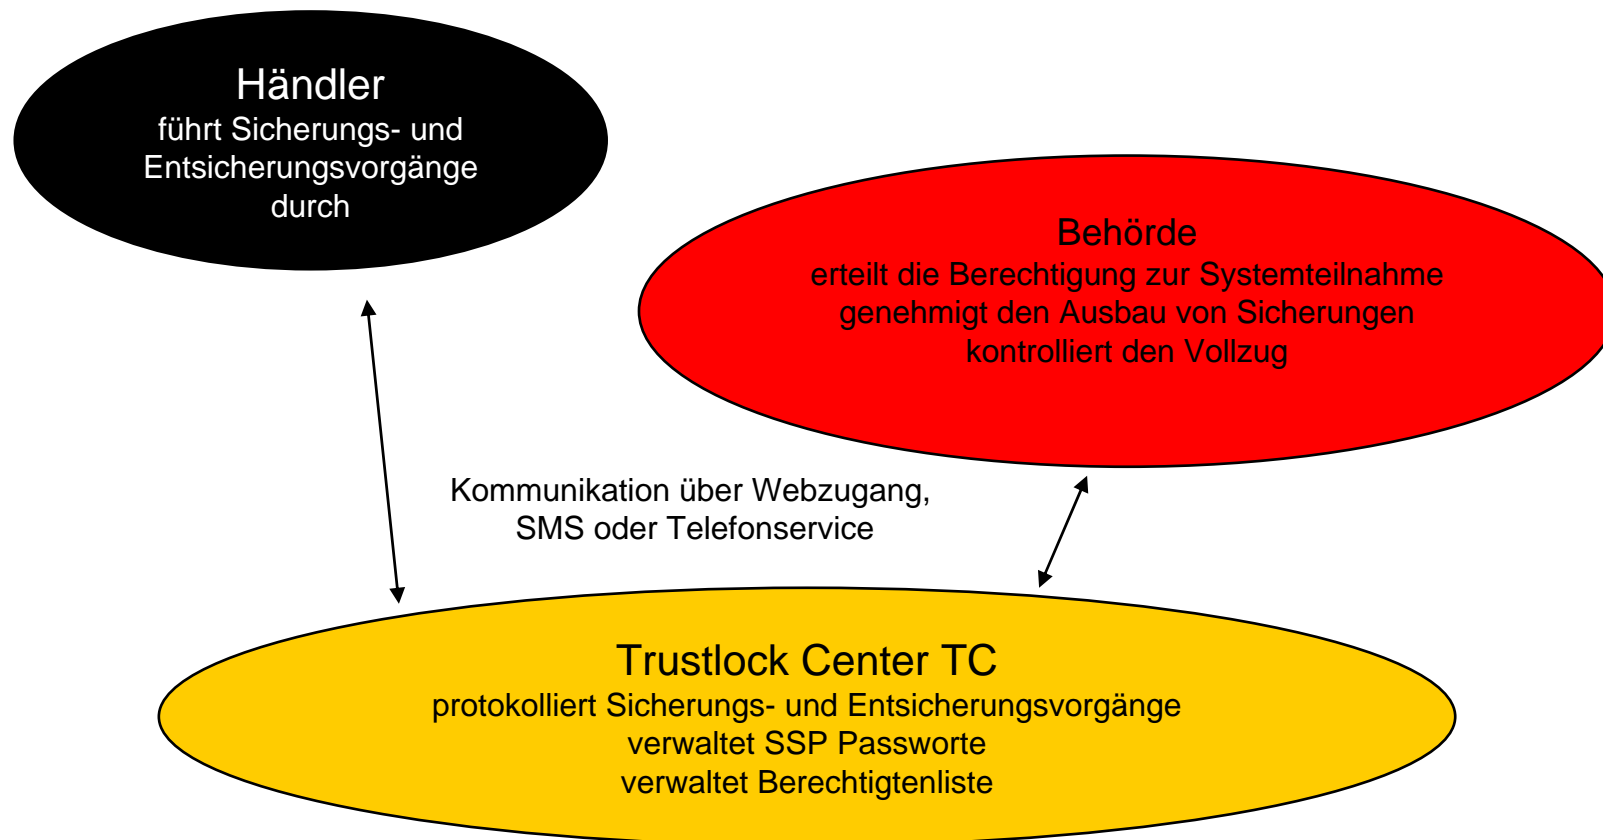 Händler
führt Sicherungs- und
Entsicherungsvorgänge
durch
Behörde
erteilt die Berechtigung zur Systemteilnahme
genehmigt den Ausbau von Sicherungen
kontrolliert den Vollzug
Kommunikation über Webzugang,
SMS oder Telefonservice
Trustlock Center TC
protokolliert Sicherungs- und Entsicherungsvorgänge
verwaltet SSP Passworte
verwaltet Berechtigtenliste